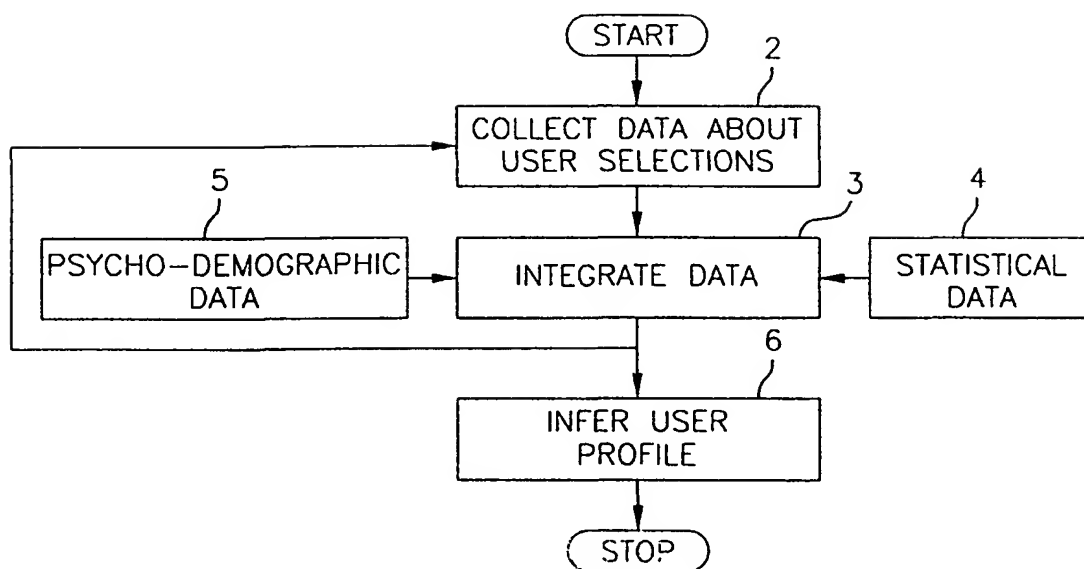 START
2
COLLECT DATA ABOUT
USER SELECTIONS
5
3
4
PSYCHO-DEMOGRAPHIC
DATA
INTEGRATE DATA
STATISTICAL
DATA
6
INFER USER
PROFILE
STOP